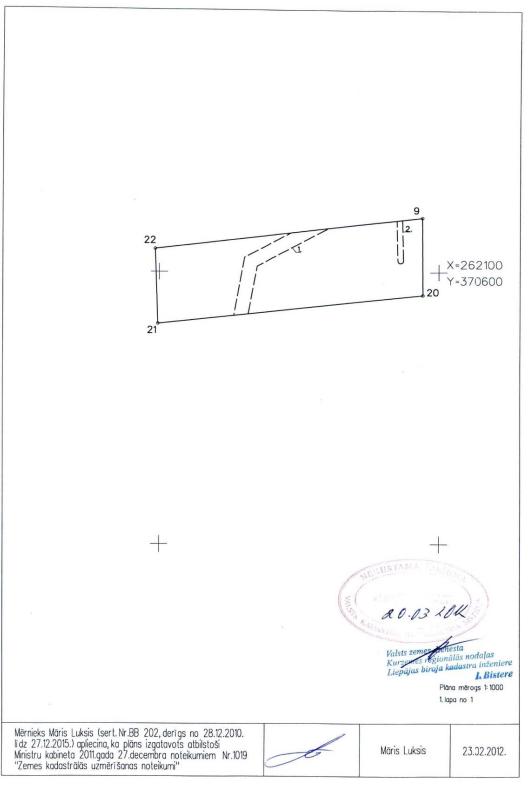 9
2.
22
1.
X=262100
Y=370600
20
21
NEKUSTAMĀ
VALSTS KADASTRA
20.03 2012
Valsts zemes dienesta
Kurzemes reģionālās nodaļas
Liepājas biroja kadastra inženiere
I. Bistere
Plāna mērogs 1:1000
1. lapa no 1
Mērnieks Māris Luksis (sert. Nr.BB 202, derīgs no 28.12.2010.
līdz 27.12.2015.) apliecina, ka plāns izgatavots atbilstoši
Ministru kabineta 2011.gada 27.decembra noteikumiem Nr.1019
"Zemes kadastrālās uzmērīšanas noteikumi"
Māris Luksis
23.02.2012.